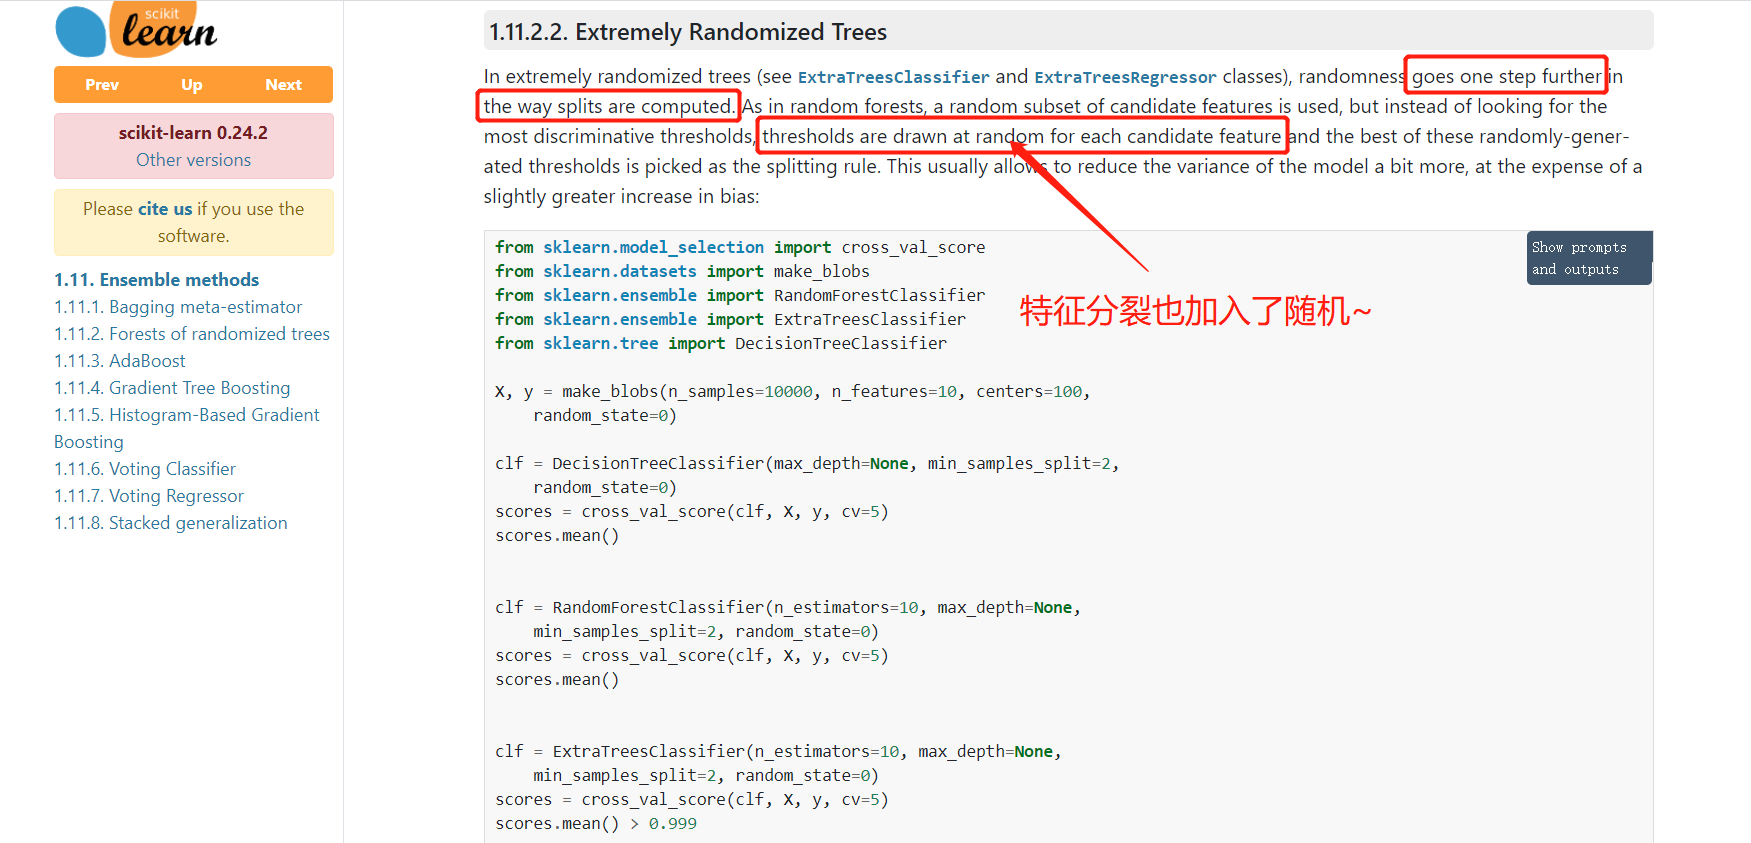 scikit
learn
Prev Up Next
scikit-learn 0.24.2
Other versions
Please cite us if you use the
software.
1.11. Ensemble methods
1.11.1. Bagging meta-estimator
1.11.2. Forests of randomized trees
1.11.3. AdaBoost
1.11.4. Gradient Tree Boosting
1.11.5. Histogram-Based Gradient
Boosting
1.11.6. Voting Classifier
1.11.7. Voting Regressor
1.11.8. Stacked generalization
1.11.2.2. Extremely Randomized Trees
In extremely randomized trees (see ExtraTreesClassifier and ExtraTreesRegressor classes), randomness goes one step further in
the way splits are computed. As in random forests, a random subset of candidate features is used, but instead of looking for the
most discriminative thresholds, thresholds are drawn at random for each candidate feature and the best of these randomly-gener-
ated thresholds is picked as the splitting rule. This usually allows to reduce the variance of the model a bit more, at the expense of a
slightly greater increase in bias:
Show prompts
and outputs
from sklearn.model_selection import cross_val_score
from sklearn.datasets import make_blobs
from sklearn.ensemble import RandomForestClassifier
from sklearn.ensemble import ExtraTreesClassifier
from sklearn.tree import DecisionTreeClassifier
特征分裂也加入了随机~
X, y = make_blobs(n_samples=10000, n_features=10, centers=100,
    random_state=0)
clf = DecisionTreeClassifier(max_depth=None, min_samples_split=2,
    random_state=0)
scores = cross_val_score(clf, X, y, cv=5)
scores.mean()
clf = RandomForestClassifier(n_estimators=10, max_depth=None,
    min_samples_split=2, random_state=0)
scores = cross_val_score(clf, X, y, cv=5)
scores.mean()
clf = ExtraTreesClassifier(n_estimators=10, max_depth=None,
    min_samples_split=2, random_state=0)
scores = cross_val_score(clf, X, y, cv=5)
scores.mean() > 0.999